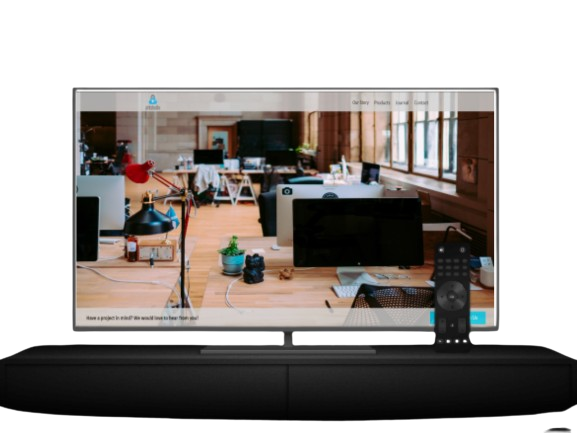 Our Story Products Journal Contact
Have a project in mind? We would love to hear from you!